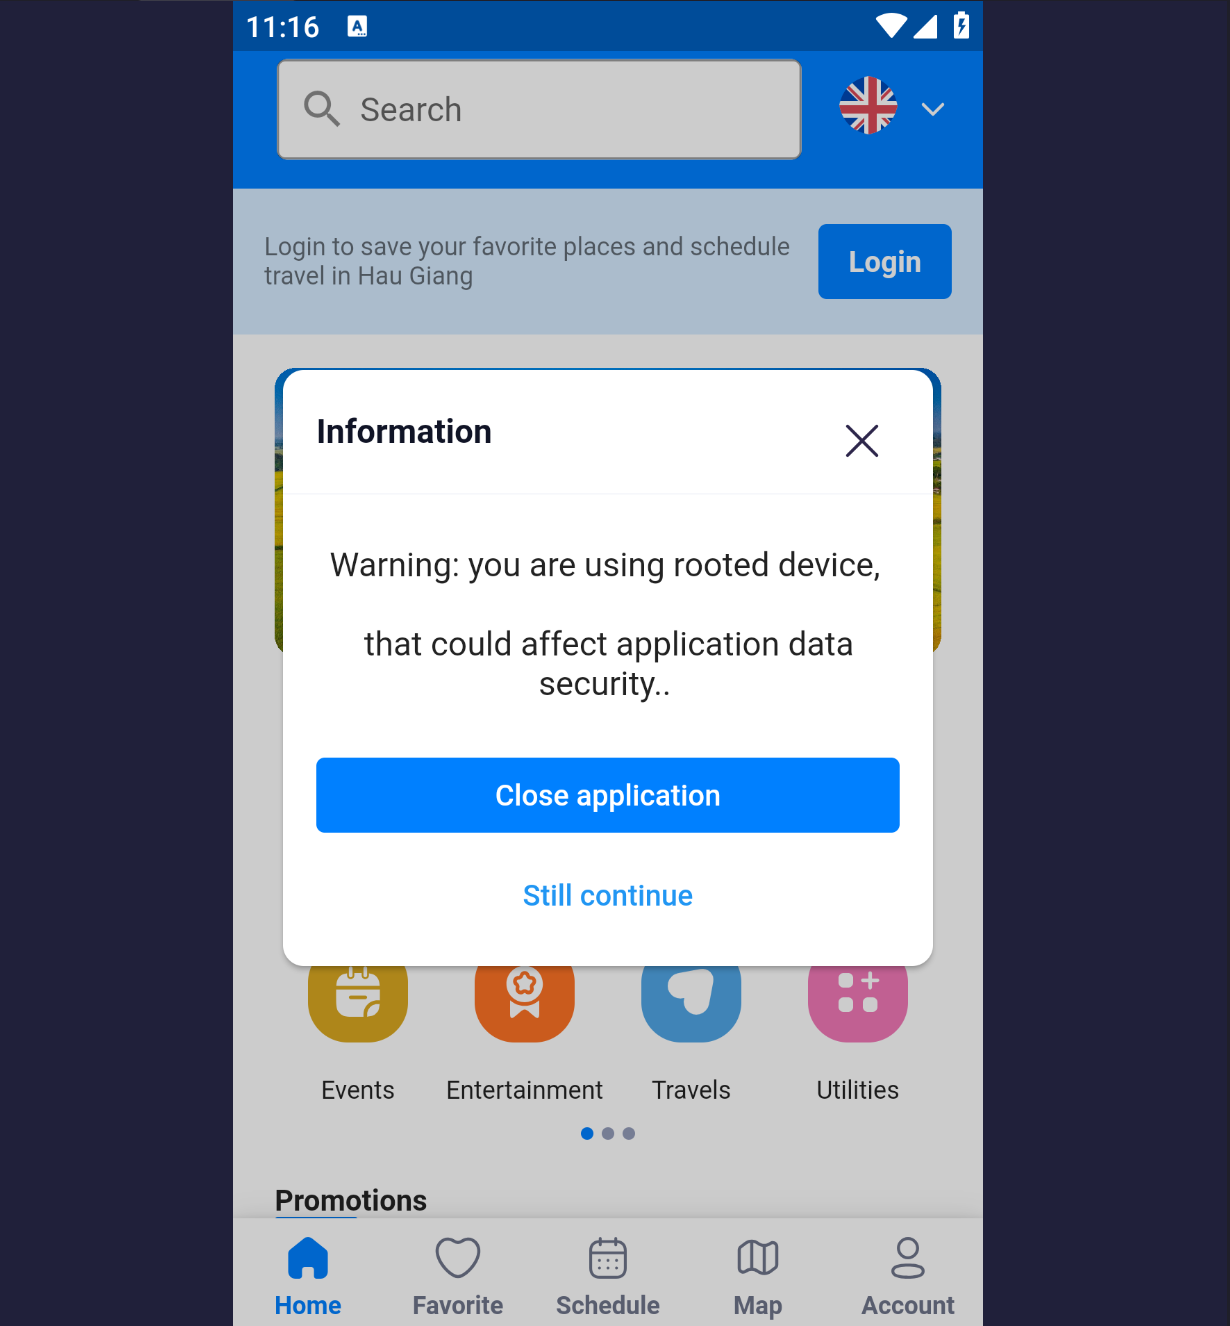 11:16
A
Search
Login to save your favorite places and schedule
travel in Hau Giang
Login
Information
Warning: you are using rooted device,
that could affect application data
security..
Close application
Still continue
Events
Entertainment
Travels
Utilities
Promotions
Home
Favorite
Schedule
Map
Account